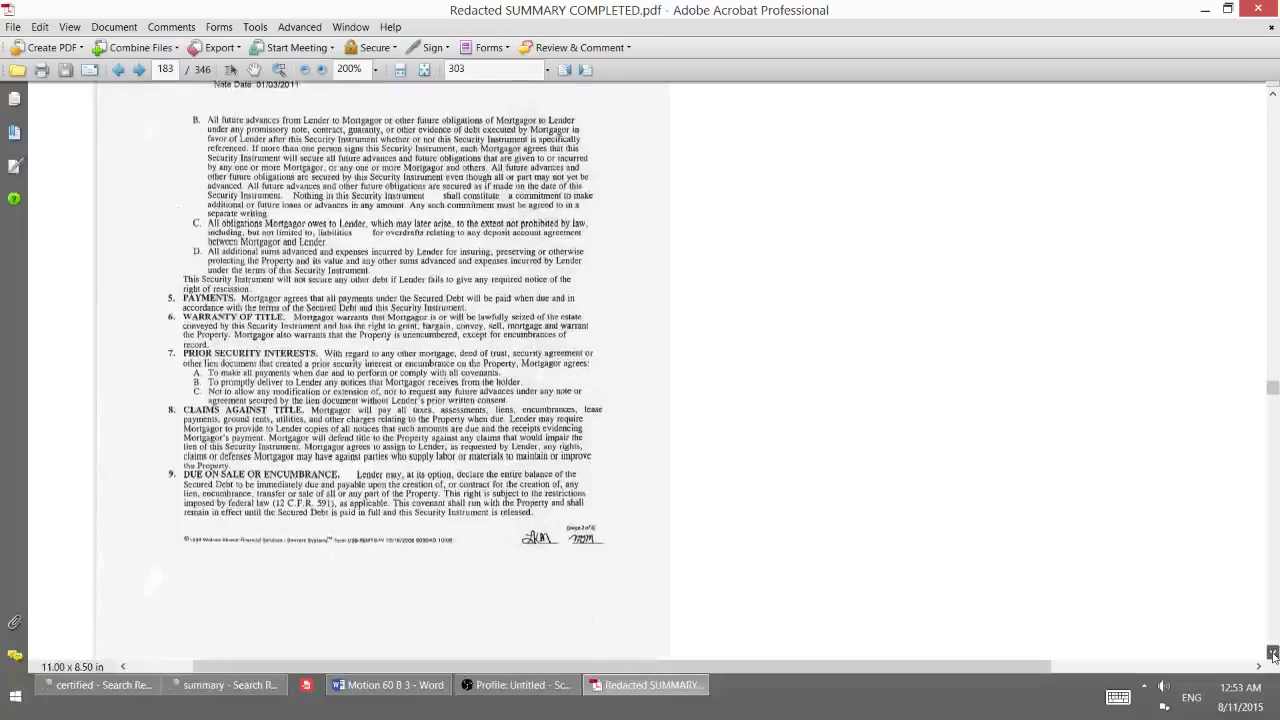 Redacted SUMMARY COMPLETED.pdf - Adobe Acrobat Professional
File Edit View Document Comments Forms Tools Advanced Window Help
Create PDF Combine Files Export Start Meeting Secure Sign Forms Review & Comment
183 / 346 200% 303
Note Date: 01/03/2011
B. All future advances from Lender to Mortgagor or other future obligations of Mortgagor to Lender
under any promissory note, contract, guaranty, or other evidence of debt executed by Mortgagor in
favor of Lender after this Security Instrument whether or not this Security Instrument is specifically
referenced. If more than one person signs this Security Instrument, each Mortgagor agrees that this
Security Instrument will secure all future advances and future obligations that are given to or incurred
by any one or more Mortgagor, or any one or more Mortgagor and others. All future advances and
other future obligations are secured by this Security Instrument even though all or part may not yet be
advanced. All future advances and other future obligations are secured as if made on the date of this
Security Instrument. Nothing in this Security Instrument shall constitute a commitment to make
additional or future loans or advances in any amount. Any such commitment must be agreed to in a
separate writing.
C. All obligations Mortgagor owes to Lender, which may later arise, to the extent not prohibited by law,
including, but not limited to, liabilities for overdrafts relating to any deposit account agreement
between Mortgagor and Lender.
D. All additional sums advanced and expenses incurred by Lender for insuring, preserving or otherwise
protecting the Property and its value and any other sums advanced and expenses incurred by Lender
under the terms of this Security Instrument.
This Security Instrument will not secure any other debt if Lender fails to give any required notice of the
right of rescission.
5. PAYMENTS. Mortgagor agrees that all payments under the Secured Debt will be paid when due and in
accordance with the terms of the Secured Debt and this Security Instrument.
6. WARRANTY OF TITLE. Mortgagor warrants that Mortgagor is or will be lawfully seized of the estate
conveyed by this Security Instrument and has the right to grant, bargain, convey, sell, mortgage and warrant
the Property. Mortgagor also warrants that the Property is unencumbered, except for encumbrances of
record.
7. PRIOR SECURITY INTERESTS. With regard to any other mortgage, deed of trust, security agreement or
other lien document that created a prior security interest or encumbrance on the Property, Mortgagor agrees:
A. To make all payments when due and to perform or comply with all covenants.
B. To promptly deliver to Lender any notices that Mortgagor receives from the holder.
C. Not to allow any modification or extension of, nor to request any future advances under any note or
agreement secured by the lien document without Lender's prior written consent.
8. CLAIMS AGAINST TITLE. Mortgagor will pay all taxes, assessments, liens, encumbrances, lease
payments, ground rents, utilities, and other charges relating to the Property when due. Lender may require
Mortgagor to provide to Lender copies of all notices that such amounts are due and the receipts evidencing
Mortgagor's payment. Mortgagor will defend title to the Property against any claims that would impair the
lien of this Security Instrument. Mortgagor agrees to assign to Lender, as requested by Lender, any rights,
claims or defenses Mortgagor may have against parties who supply labor or materials to maintain or improve
the Property.
9. DUE ON SALE OR ENCUMBRANCE. Lender may, at its option, declare the entire balance of the
Secured Debt to be immediately due and payable upon the creation of, or contract for the creation of, any
lien, encumbrance, transfer or sale of all or any part of the Property. This right is subject to the restrictions
imposed by federal law (12 C.F.R. 591), as applicable. This covenant shall run with the Property and shall
remain in effect until the Secured Debt is paid in full and this Security Instrument is released.
(page 2 of 6)
11.00 x 8.50 in
certified - Search Re... summary - Search R... Motion 60 B 3 - Word Profile: Untitled - Sc... Redacted SUMMARY...
ENG
12:53 AM
8/11/2015